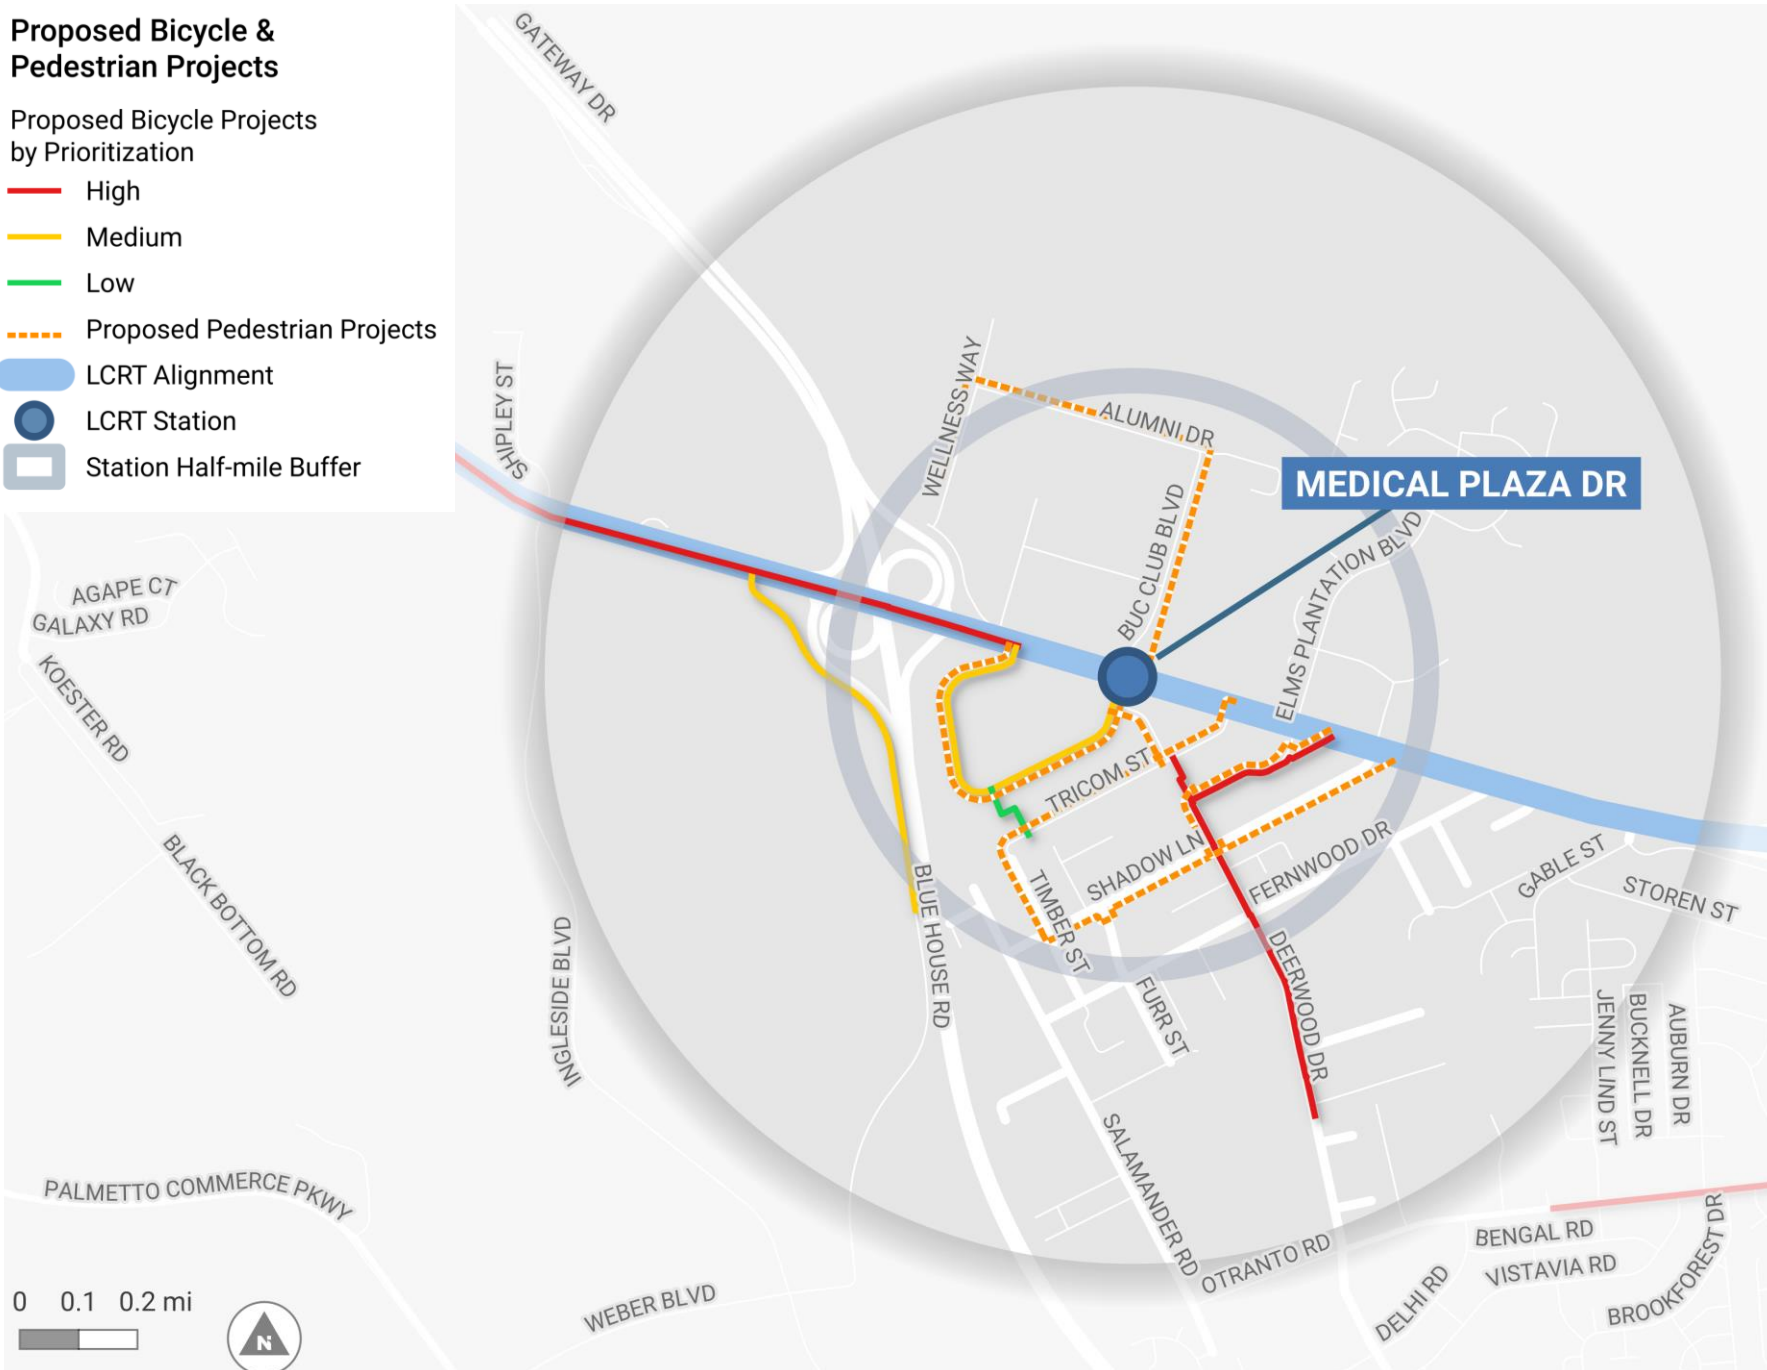 Proposed Bicycle &
Pedestrian Projects
Proposed Bicycle Projects
by Prioritization
High
Medium
Low
Proposed Pedestrian Projects
LCRT Alignment
LCRT Station
Station Half-mile Buffer
GATEWAY DR
SHIPLEY ST
WELLNESS WAY
ALUMNI DR
MEDICAL PLAZA DR
BUC CLUB BLVD
ELMS PLANTATION BLVD
AGAPE CT
GALAXY RD
KOESTER RD
BLACK BOTTOM RD
TRICOM ST
SHADOW LN
FERNWOOD DR
TIMBER ST
GABLE ST
STOREN ST
BLUE HOUSE RD
INGLESIDE BLVD
FURR ST
DEERWOOD DR
JENNY LIND ST
BUCKNELL DR
AUBURN DR
SALAMANDER RD
PALMETTO COMMERCE PKWY
OTRANTO RD
BENGAL RD
VISTAVIA RD
BROOKFOREST DR
DELHI RD
WEBER BLVD
0 0.1 0.2 mi
N